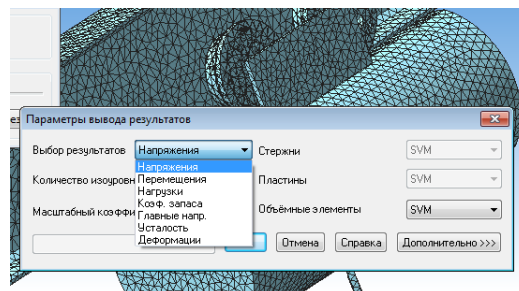 Параметры вывода результатов
Выбор результатов Напряжения Стержни SVM
Напряжения
Перемещения
Количество изоуровн Пластины SVM
Нагрузки
Коэф. запаса
Масштабный коэффи Объёмные элементы SVM
Главные напр.
Усталость
Деформации
Отмена Справка Дополнительно >>>